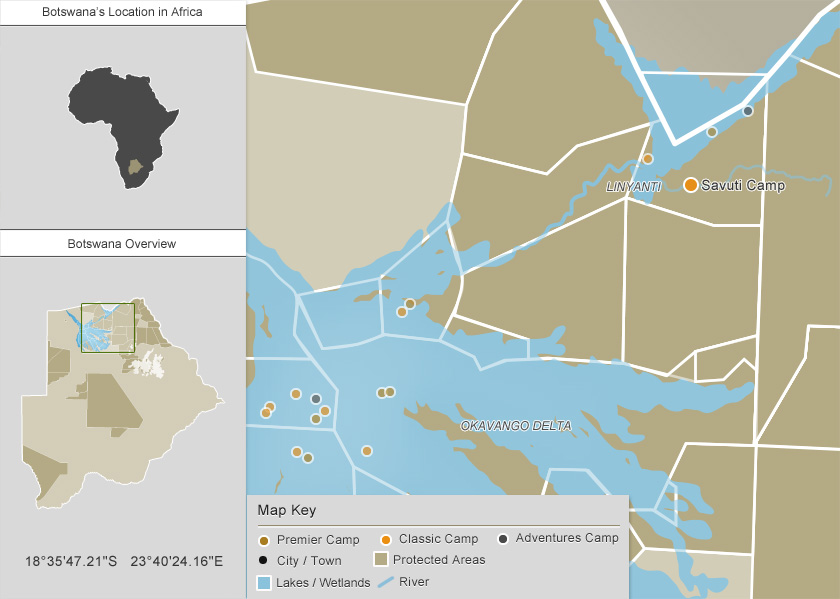 Botswana's Location in Africa
Botswana Overview
18°35'47.21"S 23°40'24.16"E
LINYANTI
Savuti Camp
OKAVANGO DELTA
Map Key
Premier Camp
Classic Camp
Adventures Camp
City / Town
Protected Areas
Lakes / Wetlands
River